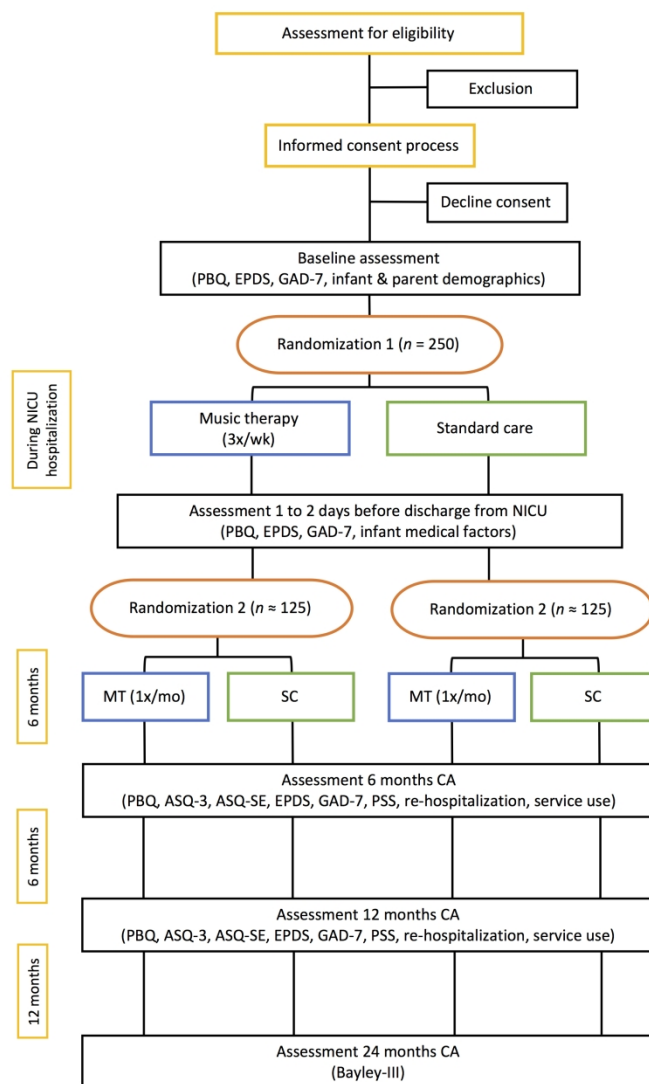 Assessment for eligibility
Exclusion
Informed consent process
Decline consent
Baseline assessment
(PBQ, EPDS, GAD-7, infant & parent demographics)
Randomization 1 (n = 250)
During NICU
hospitalization
Music therapy
(3x/wk)
Standard care
Assessment 1 to 2 days before discharge from NICU
(PBQ, EPDS, GAD-7, infant medical factors)
Randomization 2 (n ≈ 125)
Randomization 2 (n ≈ 125)
6 months
MT (1x/mo)
SC
MT (1x/mo)
SC
Assessment 6 months CA
(PBQ, ASQ-3, ASQ-SE, EPDS, GAD-7, PSS, re-hospitalization, service use)
6 months
Assessment 12 months CA
(PBQ, ASQ-3, ASQ-SE, EPDS, GAD-7, PSS, re-hospitalization, service use)
12 months
Assessment 24 months CA
(Bayley-III)